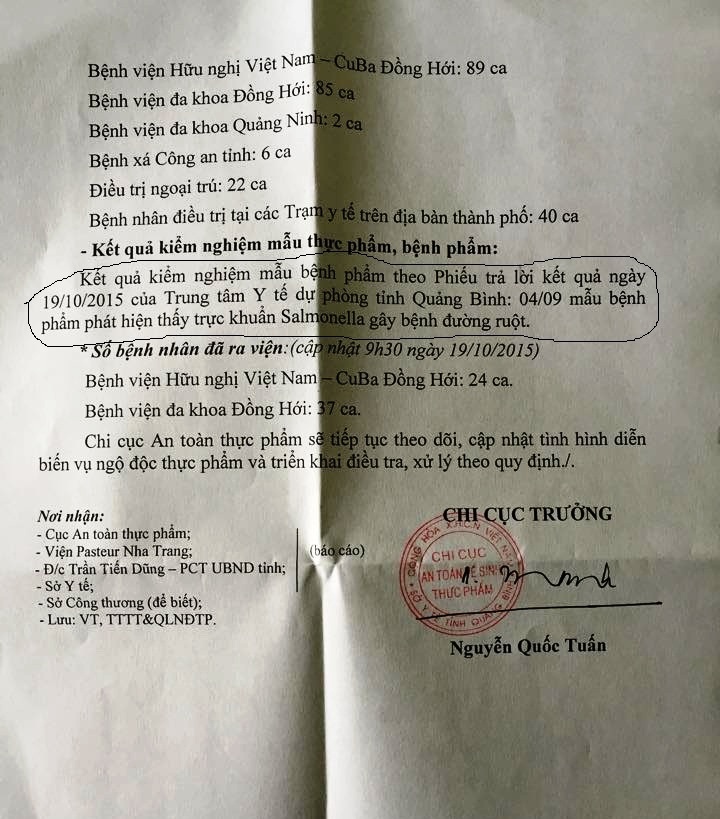 Bệnh viện Hữu nghị Việt Nam – CuBa Đồng Hới: 89 ca
Bệnh viện đa khoa Đồng Hới: 85 ca
Bệnh viện đa khoa Quảng Ninh: 2 ca
Bệnh xá Công an tỉnh: 6 ca
Điều trị ngoại trú: 22 ca
Bệnh nhân điều trị tại các Trạm y tế trên địa bàn thành phố: 40 ca
- Kết quả kiểm nghiệm mẫu thực phẩm, bệnh phẩm:
Kết quả kiểm nghiệm mẫu bệnh phẩm theo Phiếu trả lời kết quả ngày
19/10/2015 của Trung tâm Y tế dự phòng tỉnh Quảng Bình: 04/09 mẫu bệnh
phẩm phát hiện thấy trực khuẩn Salmonella gây bệnh đường ruột.
* Số bệnh nhân đã ra viện:(cập nhật 9h30 ngày 19/10/2015)
Bệnh viện Hữu nghị Việt Nam – CuBa Đồng Hới: 24 ca.
Bệnh viện đa khoa Đồng Hới: 37 ca.
Chi cục An toàn thực phẩm sẽ tiếp tục theo dõi, cập nhật tình hình diễn
biến vụ ngộ độc thực phẩm và triển khai điều tra, xử lý theo quy định./.
Nơi nhận:
- Cục An toàn thực phẩm;
- Viện Pasteur Nha Trang;
- Đ/c Trần Tiến Dũng – PCT UBND tỉnh;
- Sở Y tế;
- Sở Công thương (để biết);
- Lưu: VT, TTTT&QLNĐTP.
(báo cáo)
CHI CỤC TRƯỞNG
CỘNG HÒA X.H.C.N VIỆT NAM
CHI CỤC
AN TOÀN VỆ SINH
THỰC PHẨM
SỞ Y TẾ TỈNH QUẢNG BÌNH
Nguyễn Quốc Tuấn